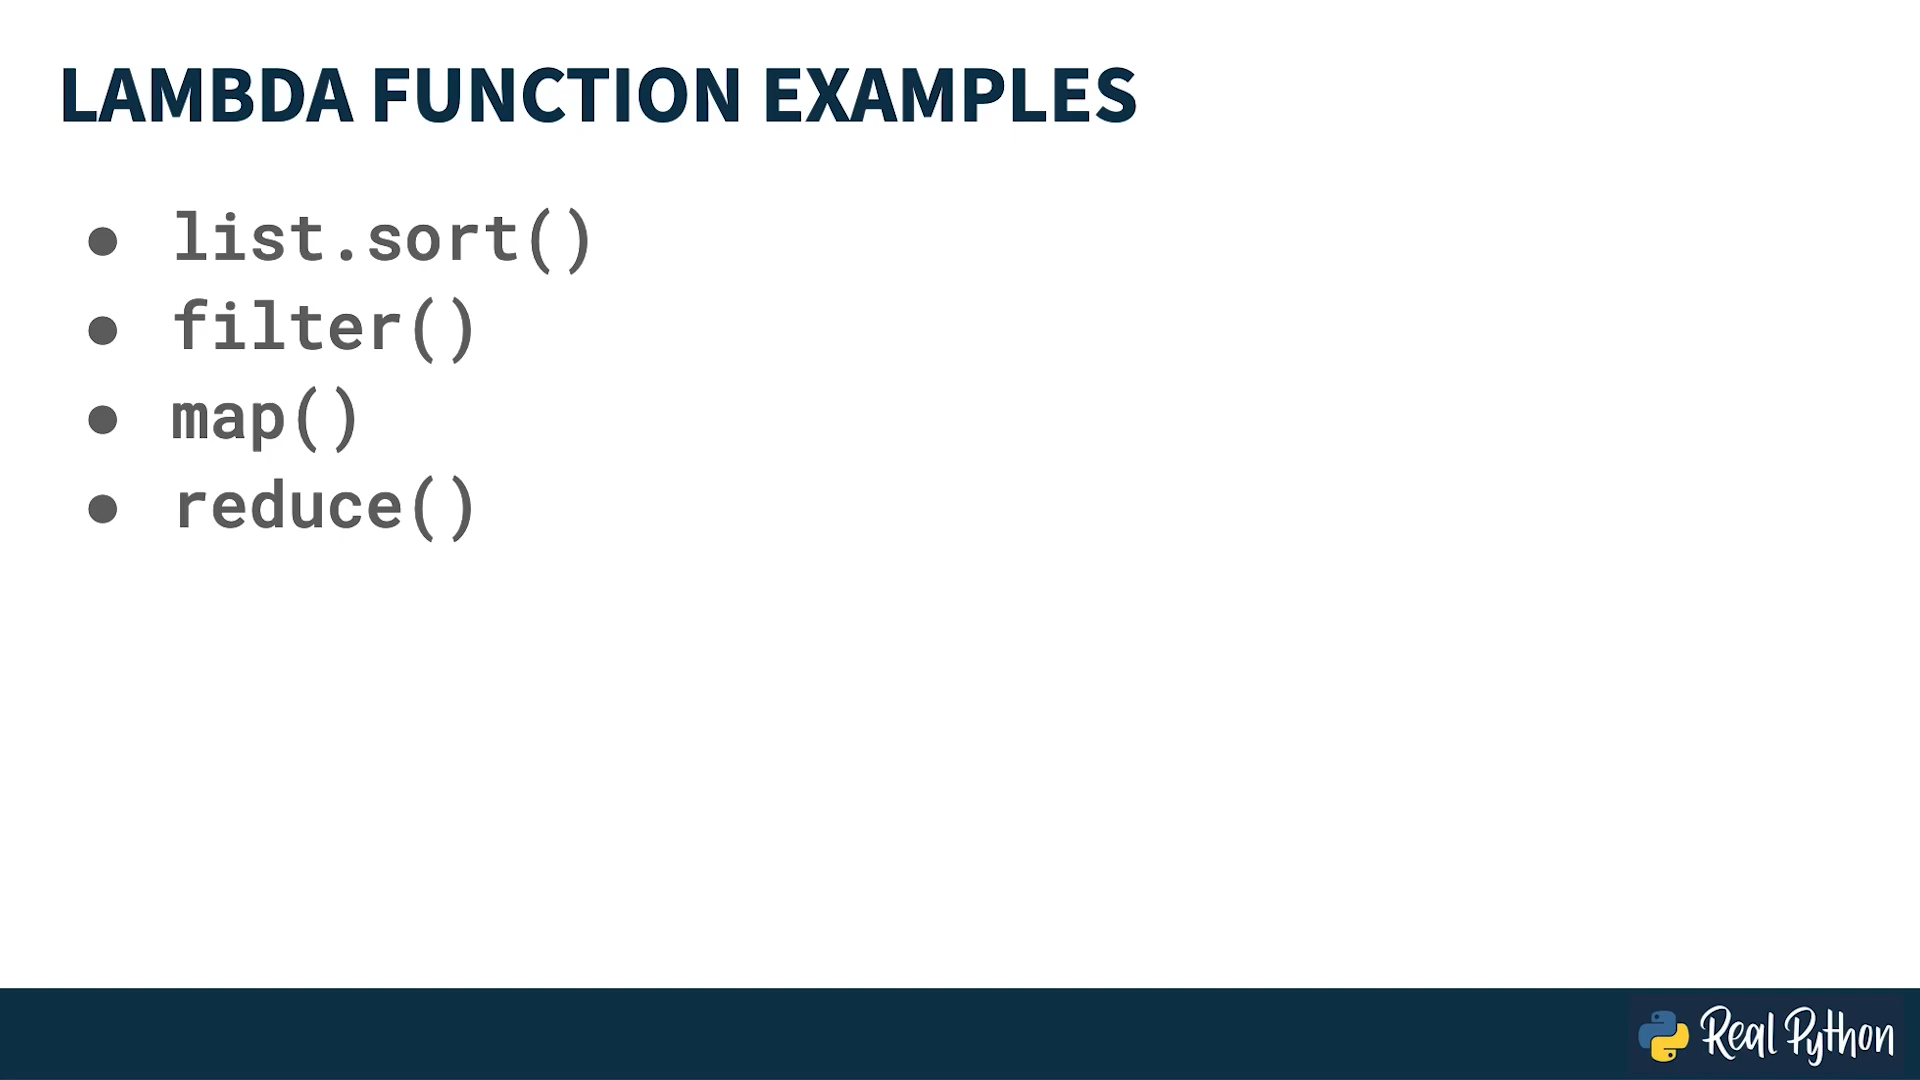 LAMBDA FUNCTION EXAMPLES
● list.sort()
● filter()
● map()
● reduce()
Real Python